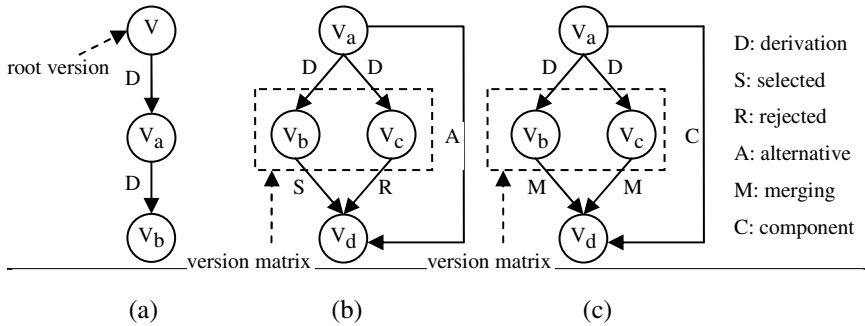 V
root version
D
Va
D
Vb
(a)
Va
D D
Vb Vc
A
S R
Vd
version matrix
(b)
Va
D D
Vb Vc
C
M M
Vd
version matrix
(c)
D: derivation
S: selected
R: rejected
A: alternative
M: merging
C: component